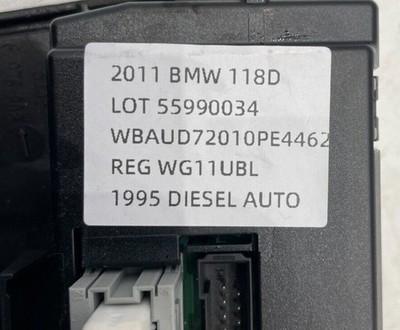 2011 BMW 118D
LOT 55990034
WBAUD72010PE4462
REG WG11UBL
1995 DIESEL AUTO